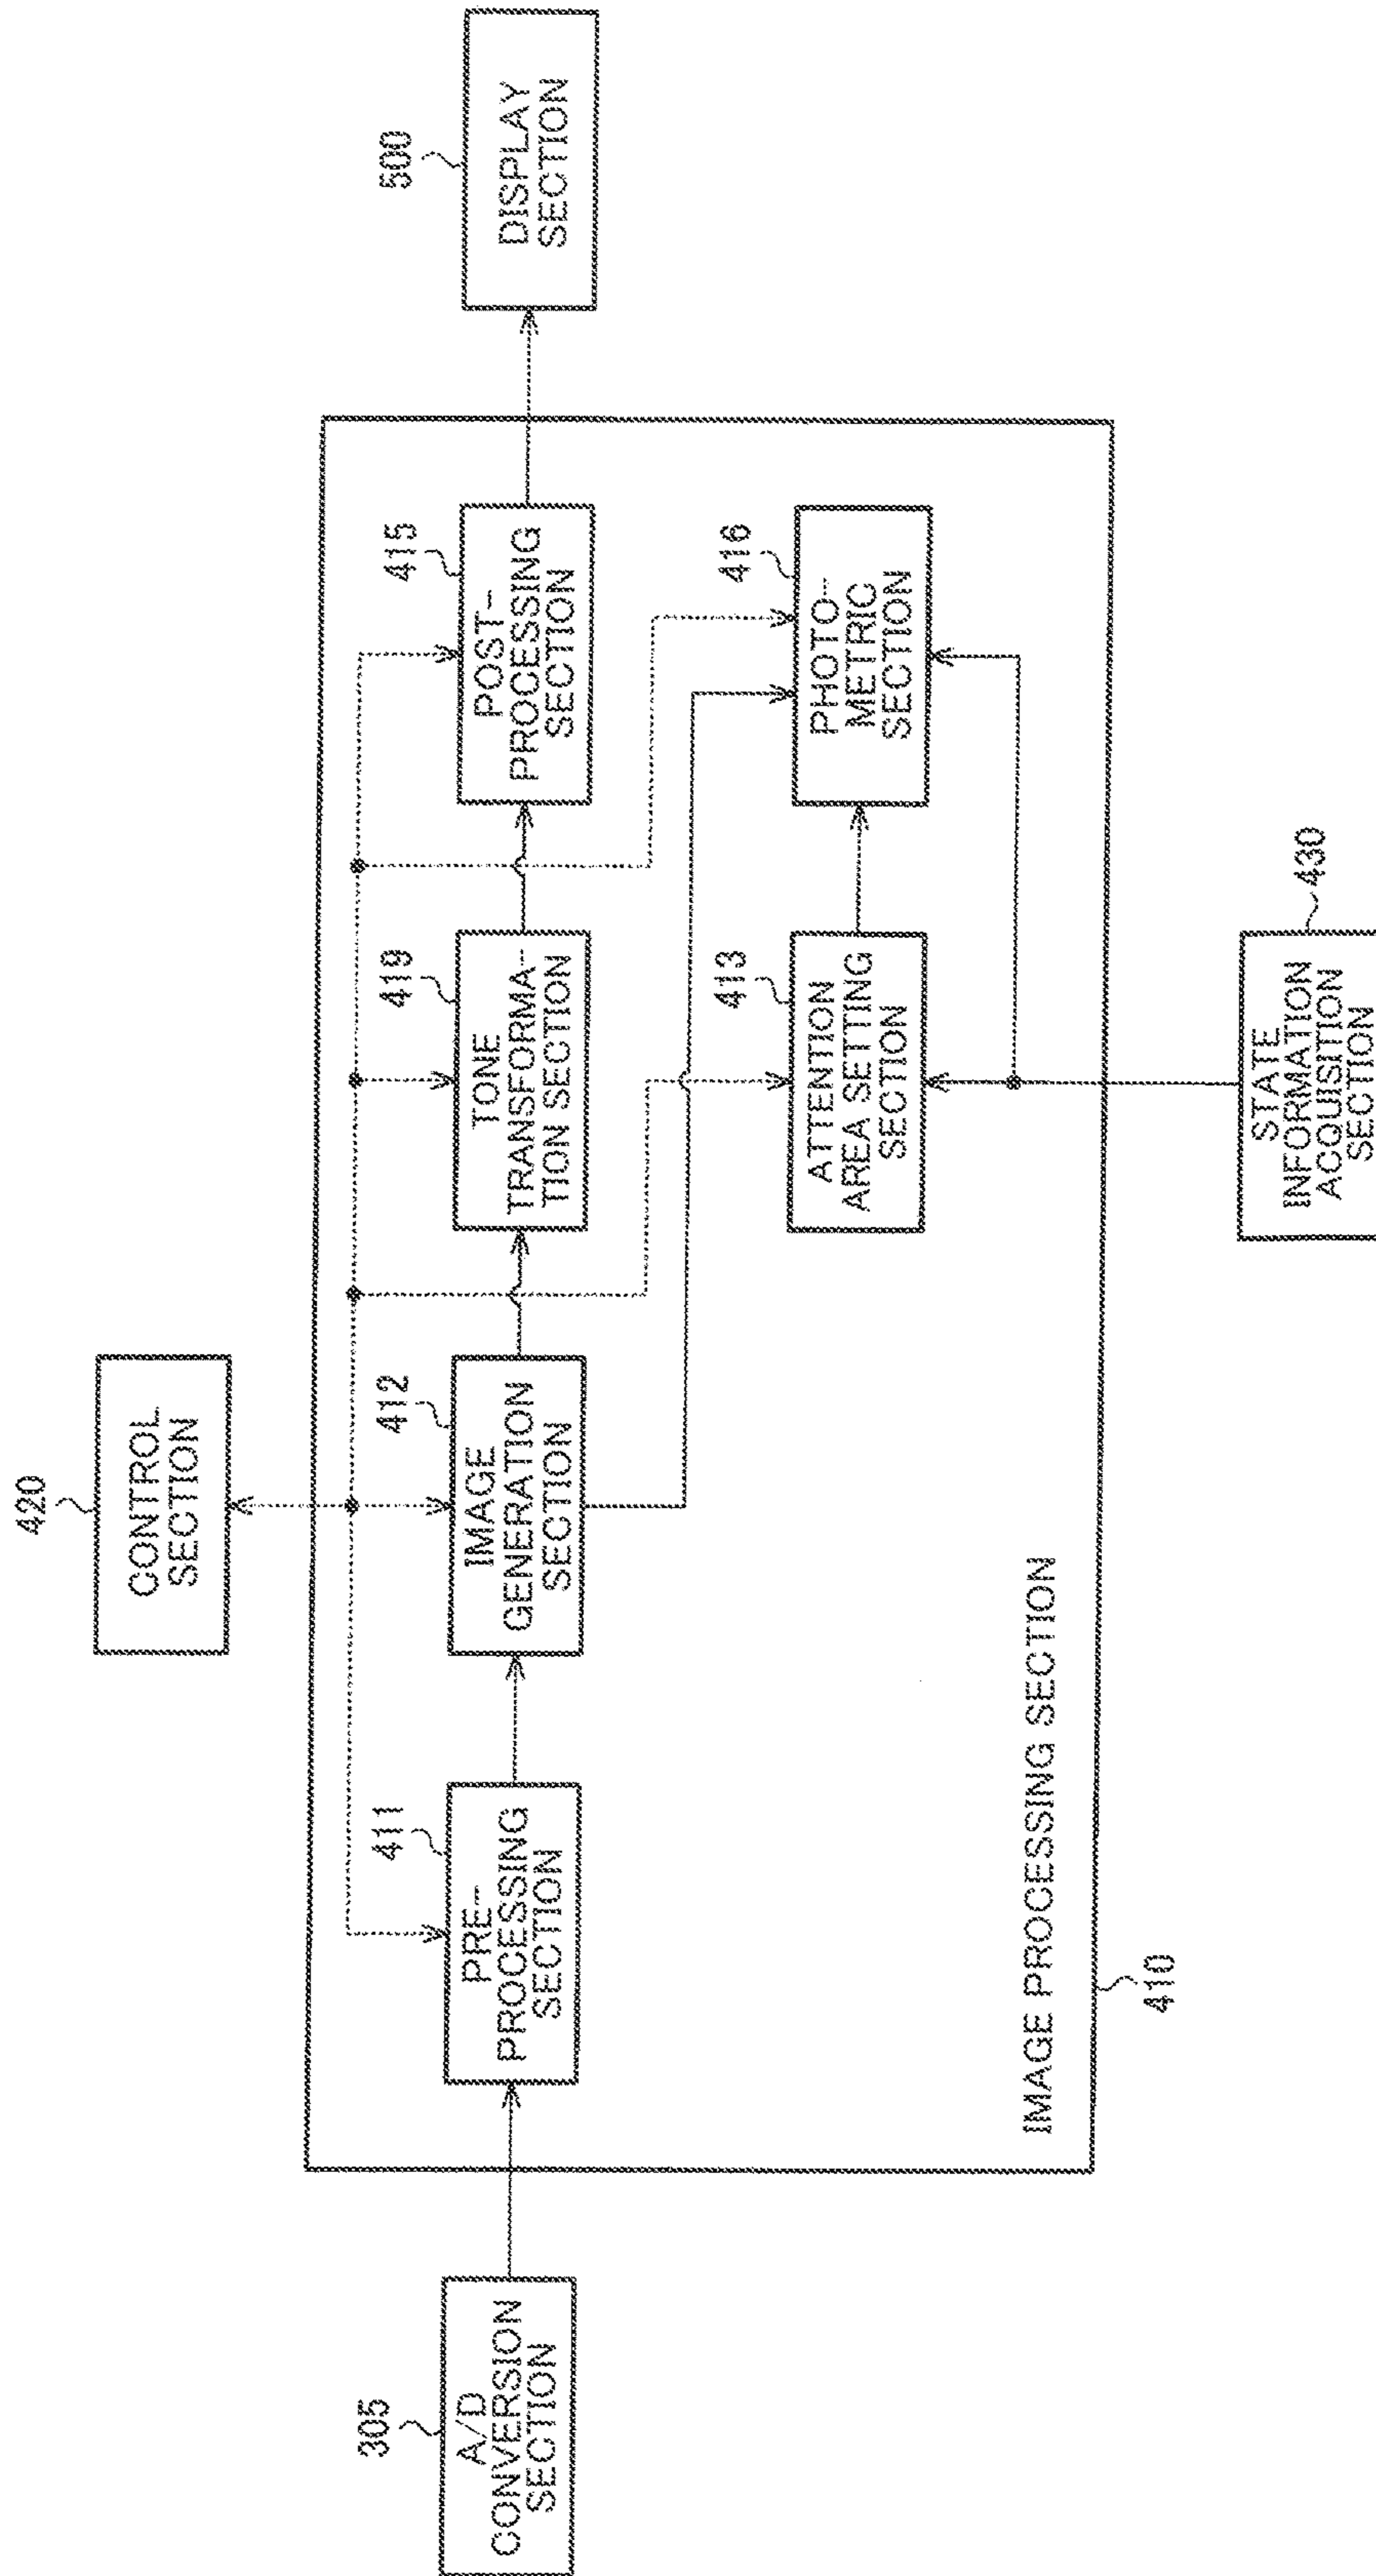 420
CONTROL
SECTION
305
A/D
CONVERSION
SECTION
411
PRE-
PROCESSING
SECTION
412
IMAGE
GENERATION
SECTION
419
TONE
TRANSFORMA-
TION SECTION
415
POST-
PROCESSING
SECTION
500
DISPLAY
SECTION
413
ATTENTION
AREA SETTING
SECTION
416
PHOTO-
METRIC
SECTION
IMAGE PROCESSING SECTION
410
430
STATE
INFORMATION
ACQUISITION
SECTION